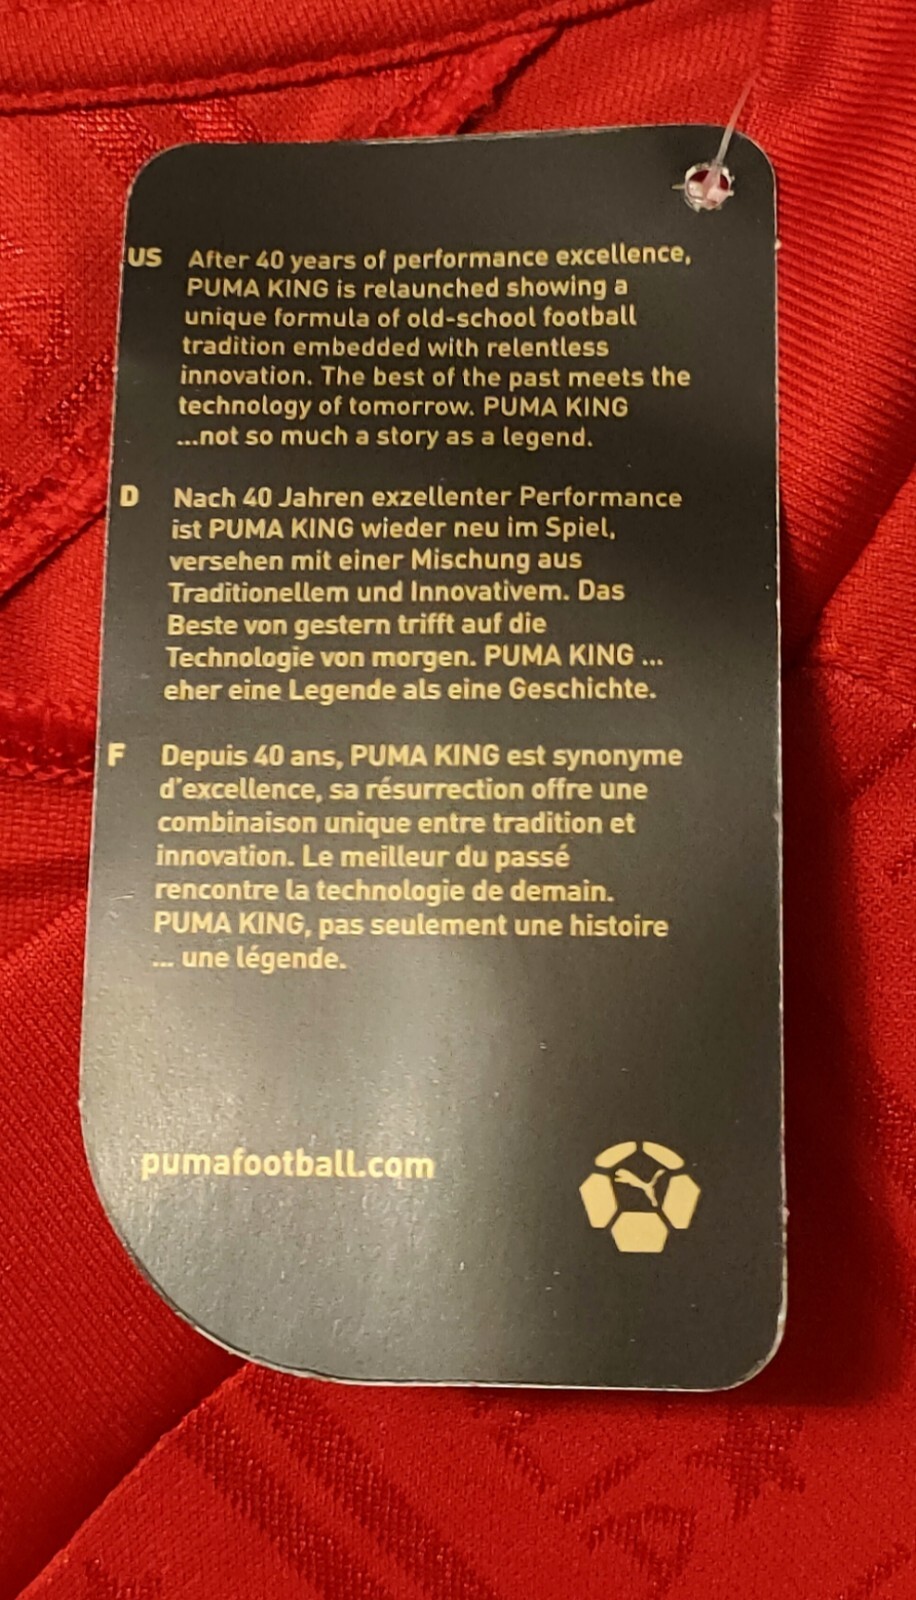 US After 40 years of performance excellence,
PUMA KING is relaunched showing a
unique formula of old-school football
tradition embedded with relentless
innovation. The best of the past meets the
technology of tomorrow. PUMA KING
...not so much a story as a legend.
D Nach 40 Jahren exzellenter Performance
ist PUMA KING wieder neu im Spiel,
versehen mit einer Mischung aus
Traditionellem und Innovativem. Das
Beste von gestern trifft auf die
Technologie von morgen. PUMA KING ...
eher eine Legende als eine Geschichte.
F Depuis 40 ans, PUMA KING est synonyme
d'excellence, sa résurrection offre une
combinaison unique entre tradition et
innovation. Le meilleur du passé
rencontre la technologie de demain.
PUMA KING, pas seulement une histoire
... une légende.
pumafootball.com